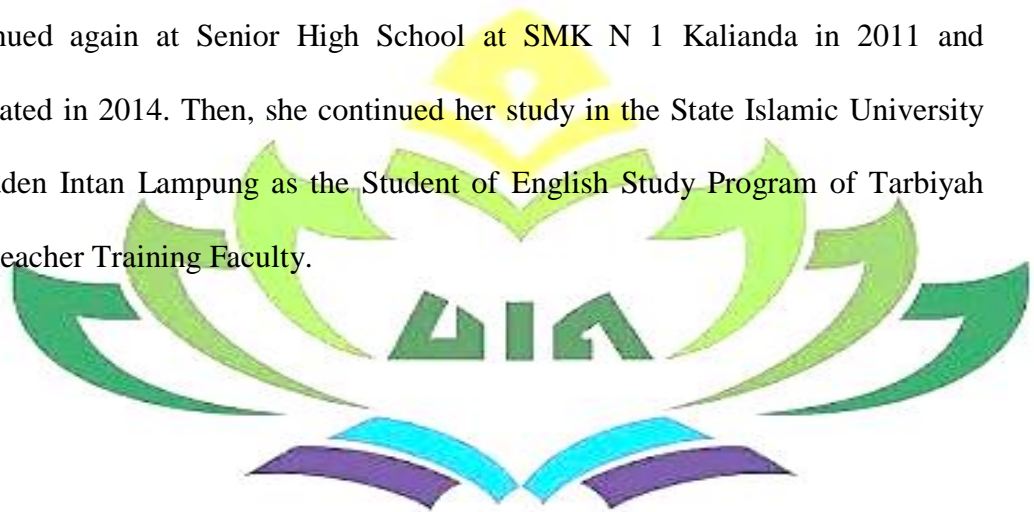 nued again at Senior High School at SMK N 1 Kalianda in 2011 and
ated in 2014. Then, she continued her study in the State Islamic University
den Intan Lampung as the Student of English Study Program of Tarbiyah
eacher Training Faculty.
UIN